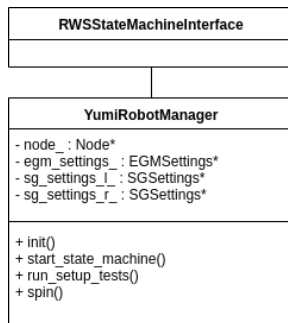 RWSStateMachineInterface
YumiRobotManager
- node_ : Node*
- egm_settings_ : EGMSettings*
- sg_settings_l_ : SGSettings*
- sg_settings_r_ : SGSettings*
+ init()
+ start_state_machine()
+ run_setup_tests()
+ spin()